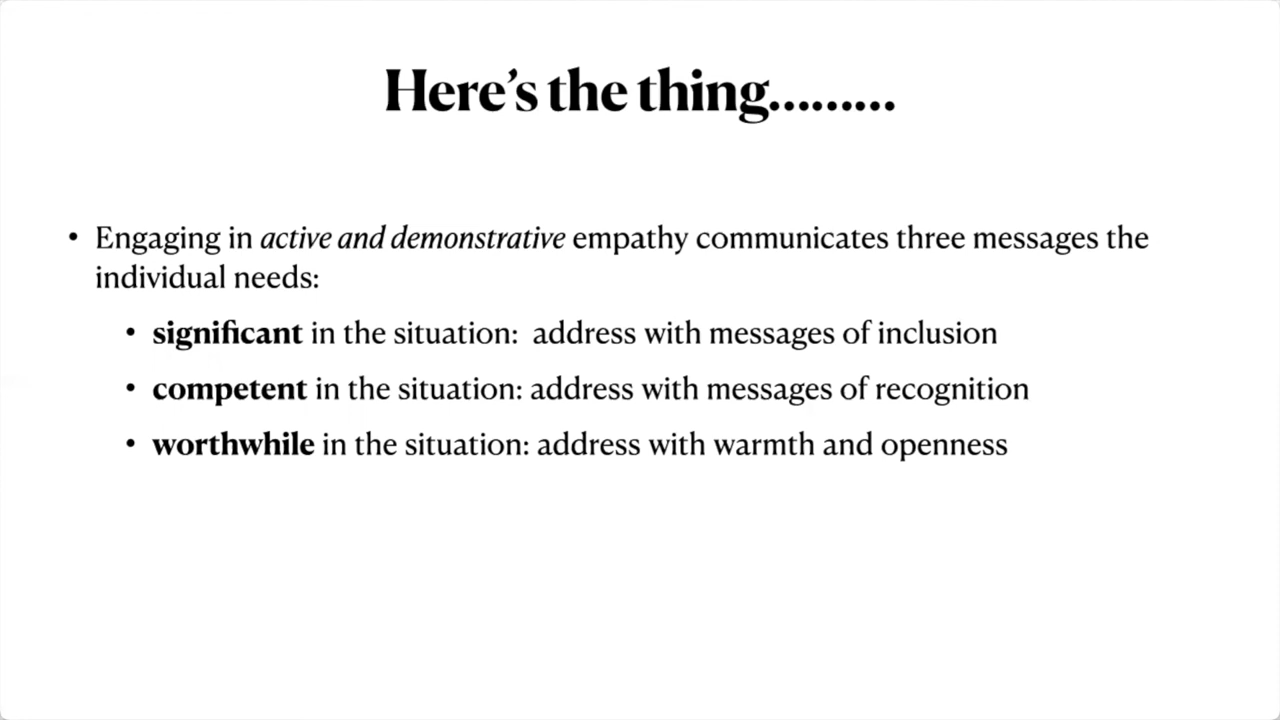 Here’s the thing.........
• Engaging in active and demonstrative empathy communicates three messages the
individual needs:
• significant in the situation:  address with messages of inclusion
• competent in the situation: address with messages of recognition
• worthwhile in the situation: address with warmth and openness